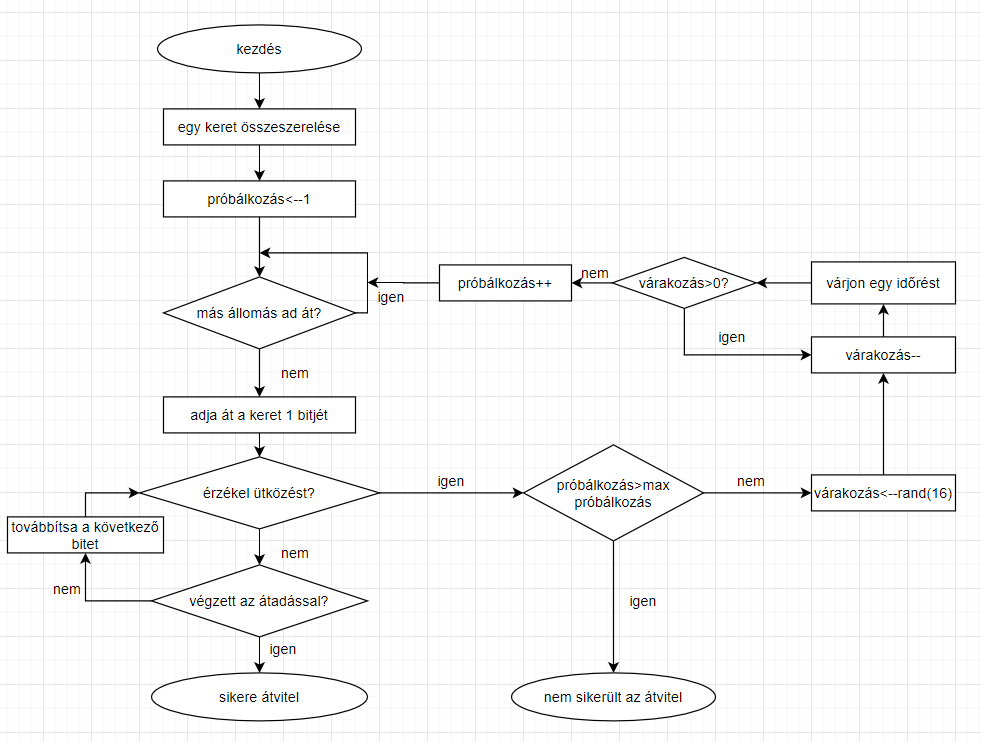 kezdés
egy keret összeszerelése
próbálkozás<--1
más állomás ad át?
igen
próbálkozás++
nem
várakozás>0?
várjon egy időrést
igen
várakozás--
nem
adja át a keret 1 bitjét
érzékel ütközést?
igen
próbálkozás>max
próbálkozás
nem
várakozás<--rand(16)
továbbítsa a következő
bitet
nem
nem
végzett az átadással?
igen
igen
sikere átvitel
nem sikerült az átvitel